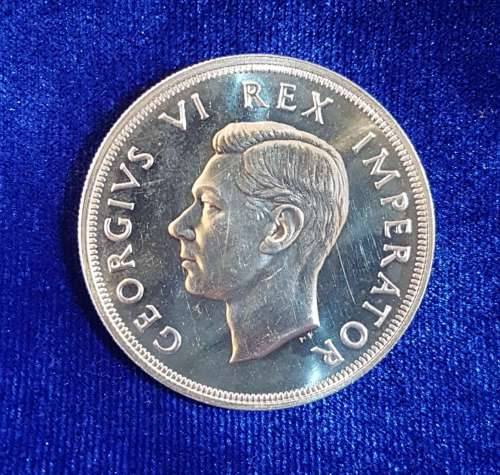 GEORGIVS VI REX IMPERATOR